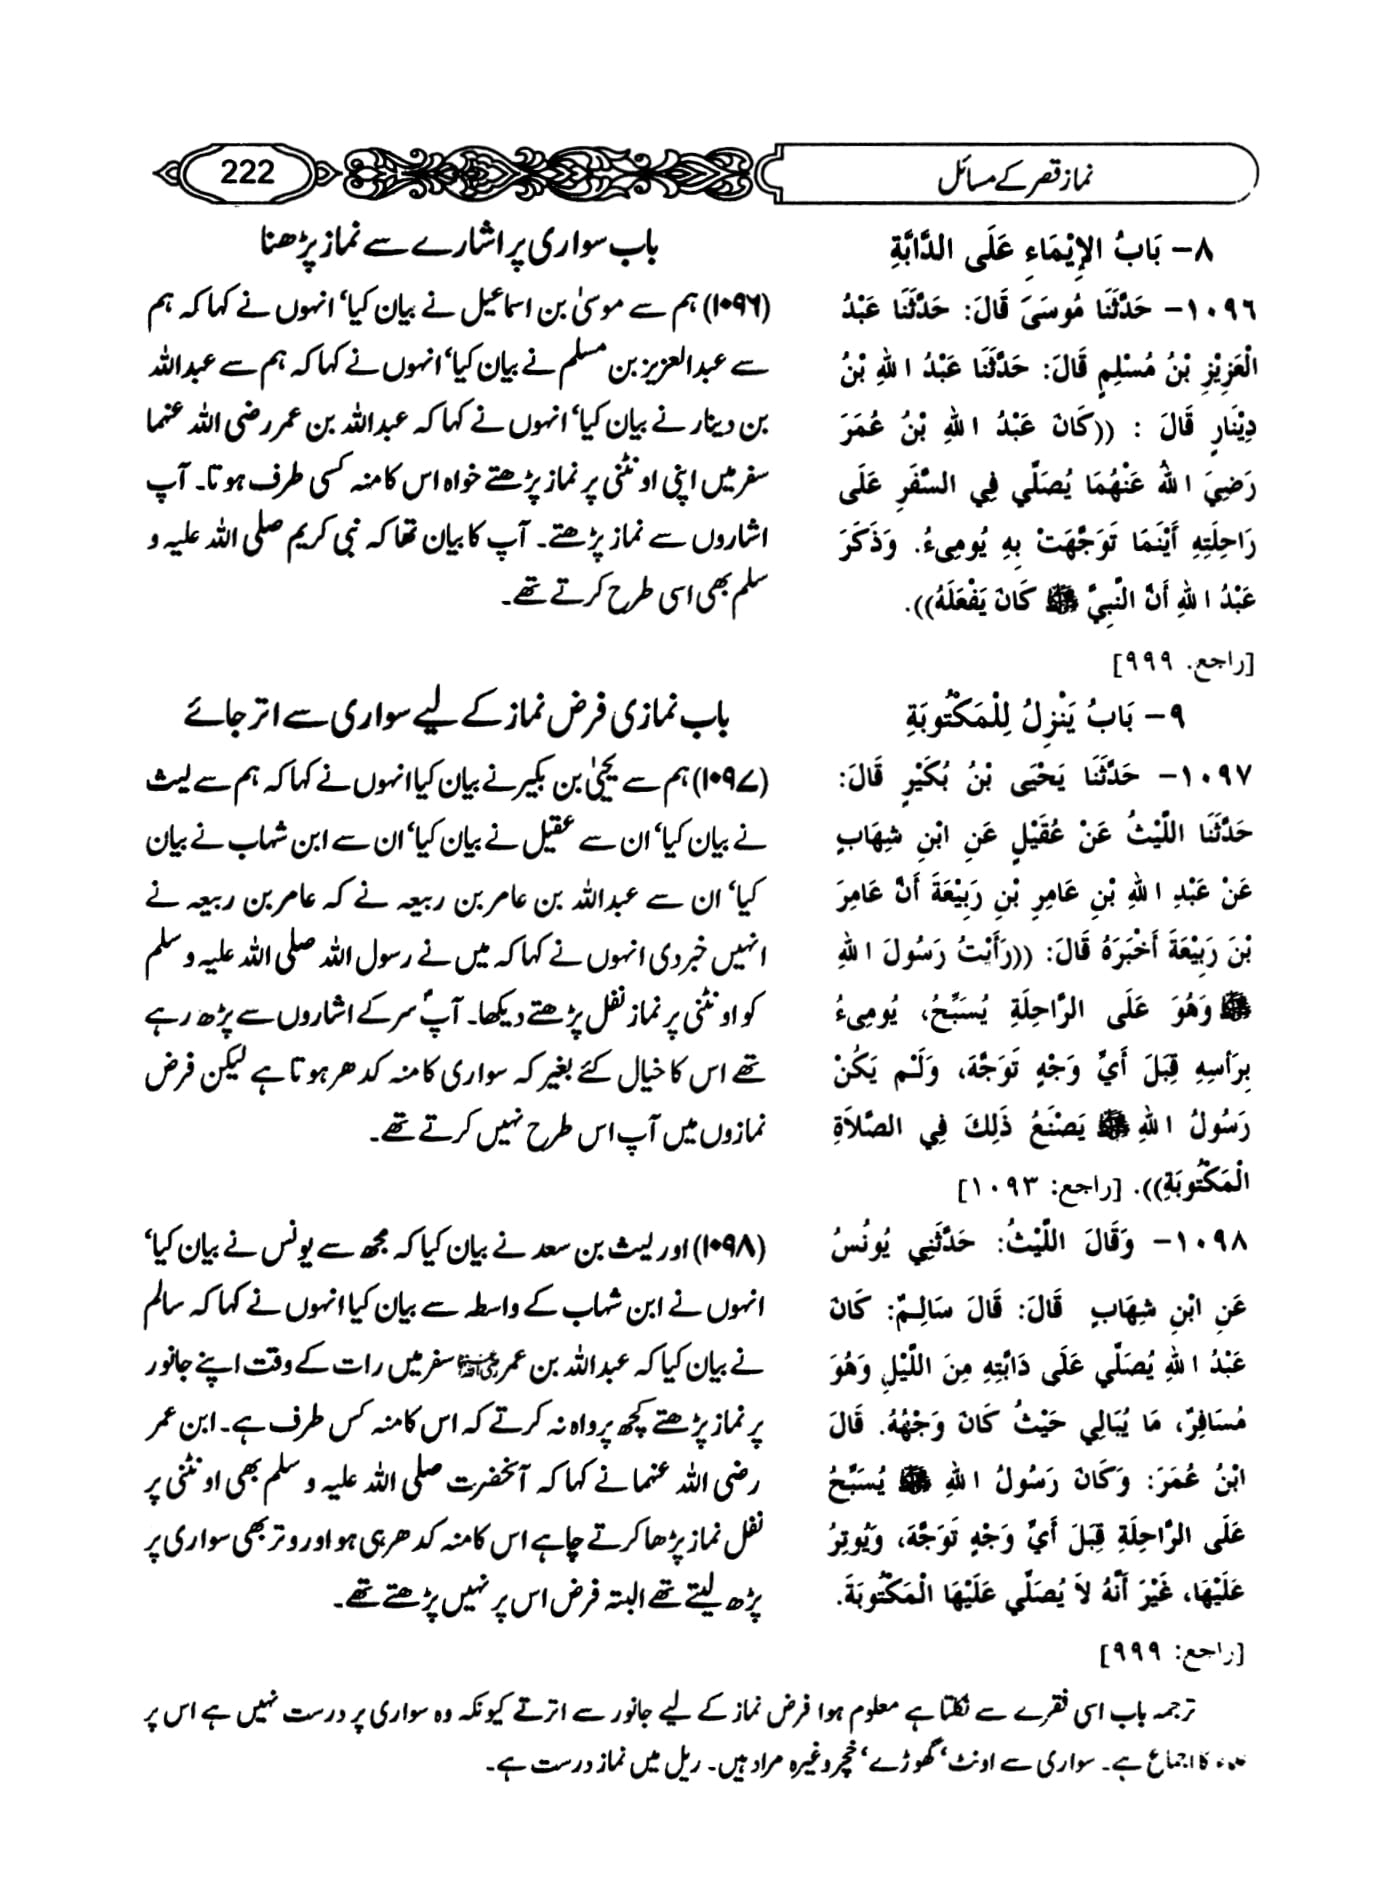 نماز قصر کے مسائل
222
٨- بَابُ الإِيْمَاءِ عَلَى الدَّابَّةِ
١٠٩٦- حَدَّثَنَا مُوسَى قَالَ: حَدَّثَنَا عَبْدُ
الْعَزِيْزِ بْنُ مُسْلِمٍ قَالَ: حَدَّثَنَا عَبْدُ اللهِ بْنُ
دِيْنَارٍ قَالَ : ((كَانَ عَبْدُ اللهِ بْنُ عُمَرَ
رَضِيَ اللهُ عَنْهُمَا يُصَلِّي فِي السَّفَرِ عَلَى
رَاحِلَتِهِ أَيْنَمَا تَوَجَّهَتْ بِهِ يُومِىءُ. وَذَكَرَ
عَبْدُ اللهِ أَنَّ النَّبِيَّ ﷺ كَانَ يَفْعَلُهُ)).
[راجع. ٩٩٩]
٩- بَابُ يَنْزِلُ لِلْمَكْتُوبَةِ
١٠٩٧- حَدَّثَنَا يَحْيَى بْنُ بُكَيْرٍ قَالَ:
حَدَّثَنَا اللَّيْثُ عَنْ عُقَيْلٍ عَنِ ابْنِ شِهَابٍ
عَنْ عَبْدِ اللهِ بْنِ عَامِرِ بْنِ رَبِيْعَةَ أَنَّ عَامِرَ
بْنَ رَبِيْعَةَ أَخْبَرَهُ قَالَ: ((رَأَيْتُ رَسُولَ اللهِ
ﷺ وَهُوَ عَلَى الرَّاحِلَةِ يُسَبِّحُ، يُومِىءُ
بِرَأسِهِ قِبَلَ أَيِّ وَجْهٍ تَوَجَّهَ، وَلَمْ يَكُنْ
رَسُولُ اللهِ ﷺ يَصْنَعُ ذَلِكَ فِي الصَّلاَةِ
الْمَكْتُوبَةِ)). [راجع: ١٠٩٣]
١٠٩٨- وَقَالَ اللَّيْثُ: حَدَّثَنِي يُونُسُ
عَنِ ابْنِ شِهَابٍ قَالَ: قَالَ سَالِمٌ: كَانَ
عَبْدُ اللهِ يُصَلِّي عَلَى دَابَّتِهِ مِنَ اللَّيْلِ وَهُوَ
مُسَافِرٌ، مَا يُبَالِي حَيْثُ كَانَ وَجْهُهُ. قَالَ
ابْنُ عُمَرَ: وَكَانَ رَسُولُ اللهِ ﷺ يُسَبِّحُ
عَلَى الرَّاحِلَةِ قِبَلَ أَيِّ وَجْهٍ تَوَجَّهَ، وَيُوتِرُ
عَلَيْهَا، غَيْرَ أَنَّهُ لاَ يُصَلِّي عَلَيْهَا الْمَكْتُوبَةَ.
[راجع: ٩٩٩]
باب سواری پر اشارے سے نماز پڑھنا
(۱۰۹۶) ہم سے موسیٰ بن اسماعیل نے بیان کیا‘ انہوں نے کہا کہ ہم
سے عبدالعزیز بن مسلم نے بیان کیا‘ انہوں نے کہا کہ ہم سے عبداللہ
بن دینار نے بیان کیا‘ انہوں نے کہا کہ عبداللہ بن عمر رضی اللہ عنما
سفر میں اپنی اونٹنی پر نماز پڑھتے خواہ اس کا منہ کسی طرف ہوتا۔ آپ
اشاروں سے نماز پڑھتے۔ آپ کا بیان تھا کہ نبی کریم صلی اللہ علیہ و
سلم بھی اسی طرح کرتے تھے۔
باب نمازی فرض نماز کے لیے سواری سے اتر جائے
(۱۰۹۷) ہم سے یحییٰ بن بکیر نے بیان کیا انہوں نے کہا کہ ہم سے لیث
نے بیان کیا‘ ان سے عقیل نے بیان کیا‘ ان سے ابن شہاب نے بیان
کیا‘ ان سے عبداللہ بن عامر بن ربیعہ نے کہ عامر بن ربیعہ نے
انہیں خبر دی انہوں نے کہا کہ میں نے رسول اللہ صلی اللہ علیہ و سلم
کو اونٹنی پر نماز نفل پڑھتے دیکھا۔ آپؐ سر کے اشاروں سے پڑھ رہے
تھے اس کا خیال کئے بغیر کہ سواری کا منہ کدھر ہوتا ہے لیکن فرض
نمازوں میں آپ اس طرح نہیں کرتے تھے۔
(۱۰۹۸) اور لیث بن سعد نے بیان کیا کہ مجھ سے یونس نے بیان کیا‘
انہوں نے ابن شہاب کے واسطہ سے بیان کیا انہوں نے کہا کہ سالم
نے بیان کیا کہ عبداللہ بن عمر رضی اللہ عنہما سفر میں رات کے وقت اپنے جانور
پر نماز پڑھتے کچھ پرواہ نہ کرتے کہ اس کا منہ کس طرف ہے۔ ابن عمر
رضی اللہ عنما نے کہا کہ آنحضرت صلی اللہ علیہ و سلم بھی اونٹنی پر
نفل نماز پڑھا کرتے چاہے اس کا منہ کدھر ہی ہو اور وتر بھی سواری پر
پڑھ لیتے تھے البتہ فرض اس پر نہیں پڑھتے تھے۔
ترجمہ باب اسی فقرے سے نکلتا ہے معلوم ہوا فرض نماز کے لیے جانور سے اترتے کیونکہ وہ سواری پر درست نہیں ہے اس پر
کا اجماع ہے۔ سواری سے اونٹ‘ گھوڑے‘ خچر وغیرہ مراد ہیں۔ ریل میں نماز درست ہے۔